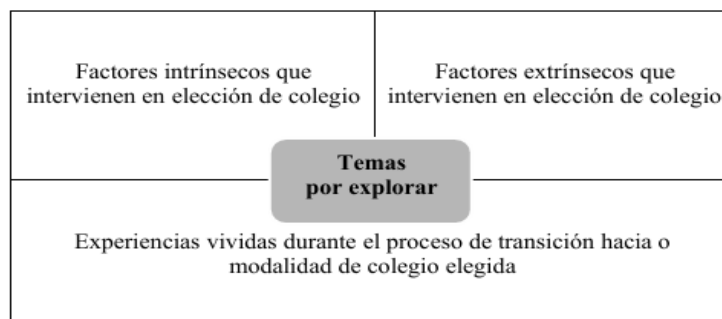 Factores intrínsecos que
intervienen en elección de colegio
Factores extrínsecos que
intervienen en elección de colegio
Temas
por explorar
Experiencias vividas durante el proceso de transición hacia o
modalidad de colegio elegida